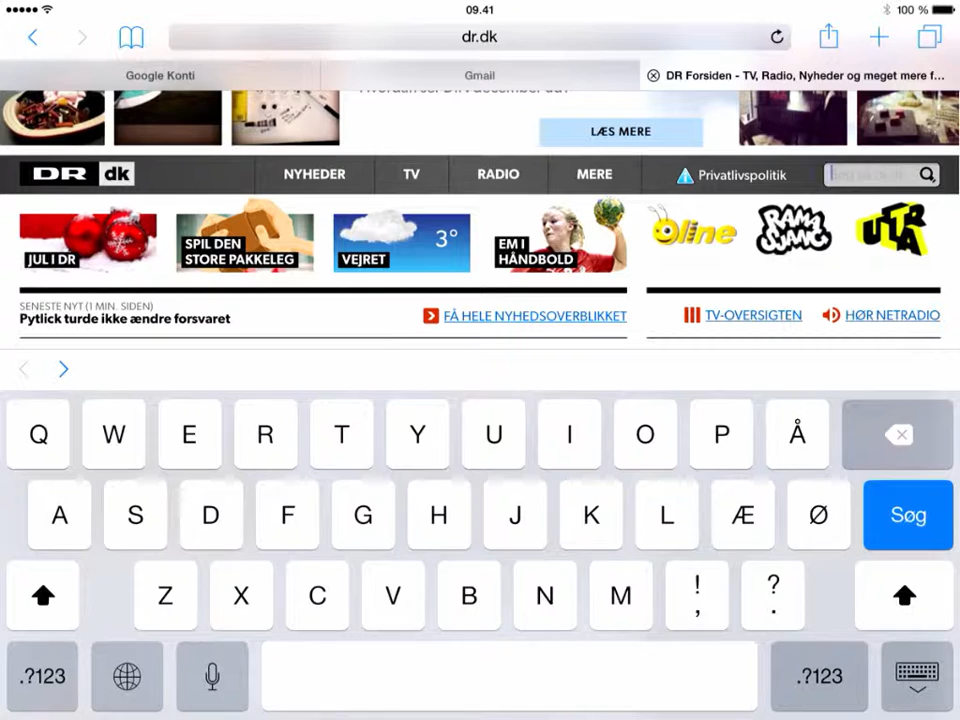 09.41
100 %
dr.dk
Google Konti
Gmail
DR Forsiden - TV, Radio, Nyheder og meget mere f...
LÆS MERE
DR dk
NYHEDER
TV
RADIO
MERE
Privatlivspolitik
JUL I DR
SPIL DEN
STORE PAKKELEG
3°
VEJRET
EM I
HÅNDBOLD
Oline
RAMASJANG
ULTRA
SENESTE NYT (1 MIN. SIDEN)
Pytlick turde ikke ændre forsvaret
FÅ HELE NYHEDSOVERBLIKKET
TV-OVERSIGTEN
HØR NETRADIO
Q W E R T Y U I O P Å
A S D F G H J K L Æ Ø Søg
Z X C V B N M ! , ? .
.?123
.?123